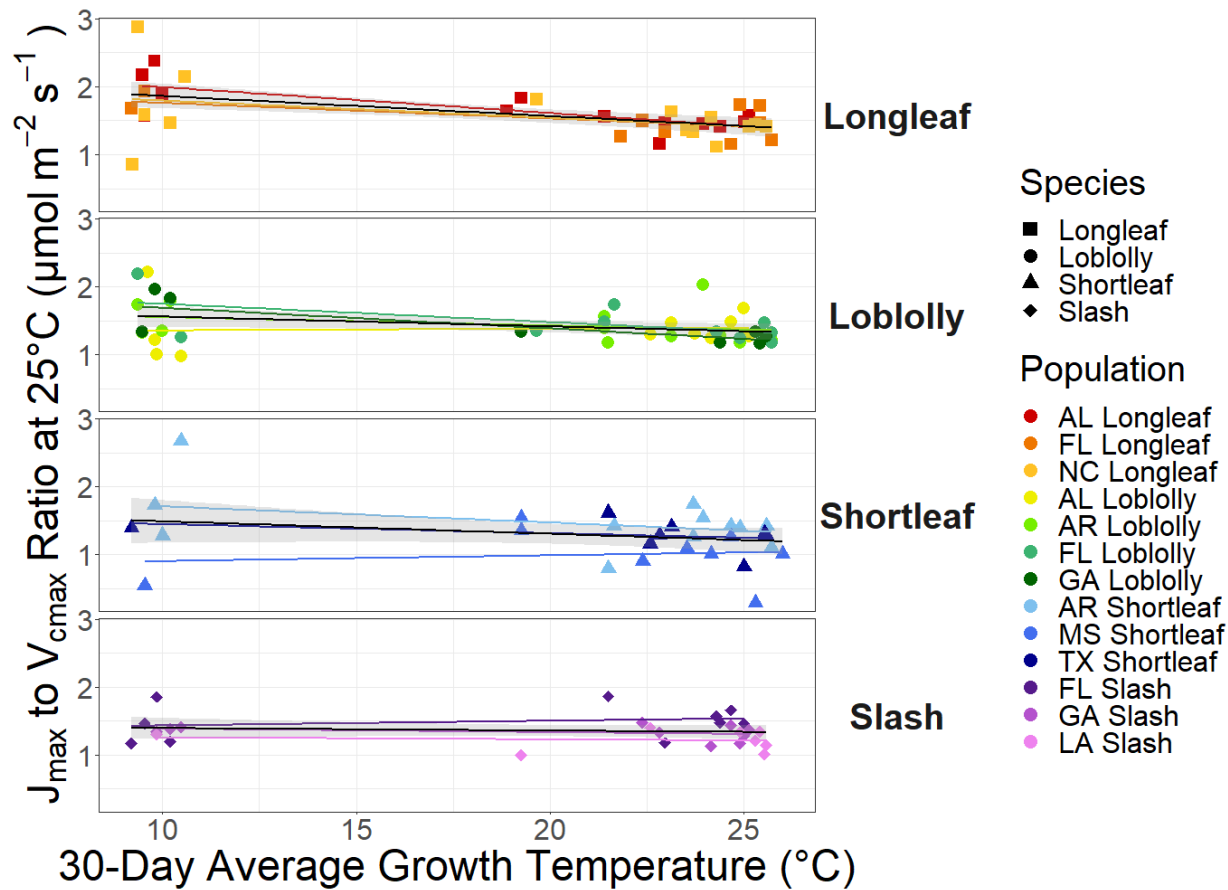 J_max to V_cmax Ratio at 25°C (μmol m⁻² s⁻¹)
3
2
1
Longleaf
3
2
1
Loblolly
3
2
1
Shortleaf
3
2
1
Slash
10 15 20 25
30-Day Average Growth Temperature (°C)
Species
Longleaf
Loblolly
Shortleaf
Slash
Population
AL Longleaf
FL Longleaf
NC Longleaf
AL Loblolly
AR Loblolly
FL Loblolly
GA Loblolly
AR Shortleaf
MS Shortleaf
TX Shortleaf
FL Slash
GA Slash
LA Slash